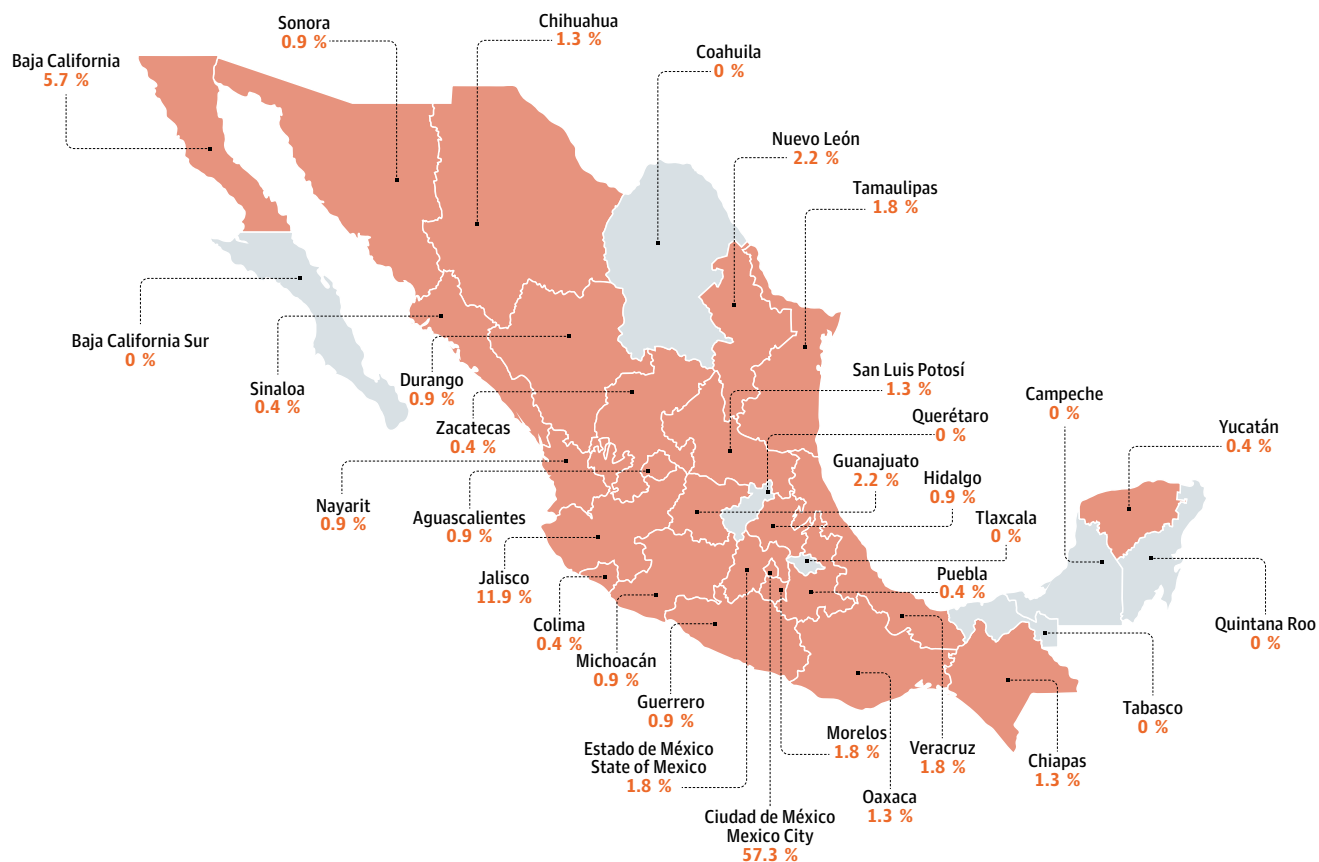 Sonora
0.9 %
Chihuahua
1.3 %
Coahuila
0 %
Baja California
5.7 %
Nuevo León
2.2 %
Tamaulipas
1.8 %
Baja California Sur
0 %
Sinaloa
0.4 %
Durango
0.9 %
Zacatecas
0.4 %
San Luis Potosí
1.3 %
Querétaro
0 %
Campeche
0 %
Yucatán
0.4 %
Guanajuato
2.2 %
Hidalgo
0.9 %
Nayarit
0.9 %
Aguascalientes
0.9 %
Tlaxcala
0 %
Jalisco
11.9 %
Puebla
0.4 %
Colima
0.4 %
Quintana Roo
0 %
Michoacán
0.9 %
Guerrero
0.9 %
Tabasco
0 %
Morelos
1.8 %
Estado de México
State of Mexico
1.8 %
Veracruz
1.8 %
Chiapas
1.3 %
Oaxaca
1.3 %
Ciudad de México
Mexico City
57.3 %